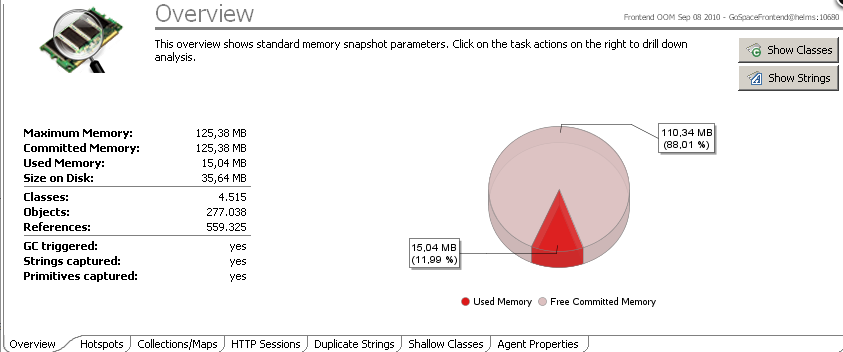 Overview
Frontend OOM Sep 08 2010 - GoSpaceFrontend@helms:10680
This overview shows standard memory snapshot parameters. Click on the task actions on the right to drill down
analysis.
Show Classes
Show Strings
Maximum Memory: 125,38 MB
Committed Memory: 125,38 MB
Used Memory: 15,04 MB
Size on Disk: 35,64 MB
Classes: 4.515
Objects: 277.038
References: 559.325
GC triggered: yes
Strings captured: yes
Primitives captured: yes
110,34 MB
(88,01 %)
15,04 MB
(11,99 %)
Used Memory Free Committed Memory
Overview Hotspots Collections/Maps HTTP Sessions Duplicate Strings Shallow Classes Agent Properties